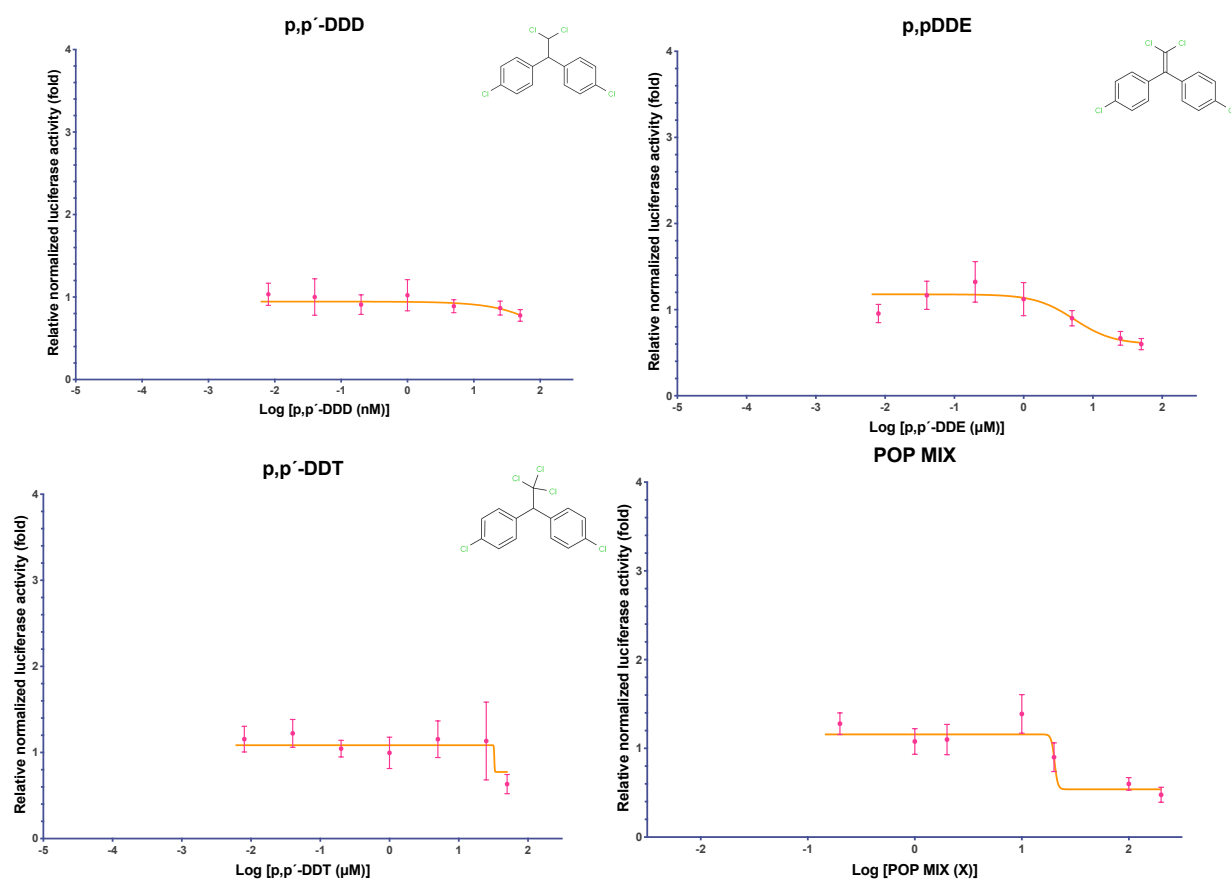 p,p´-DDD
Cl Cl
Cl
Cl
Relative normalized luciferase activity (fold)
4
3
2
1
0
-5 -4 -3 -2 -1 0 1 2
Log [p,p´-DDD (nM)]
p,pDDE
Cl Cl
Cl
Cl
Relative normalized luciferase activity (fold)
4
3
2
1
0
-5 -4 -3 -2 -1 0 1 2
Log [p,p´-DDE (µM)]
p,p´-DDT
Cl
Cl
Cl
Cl
Cl
Relative normalized luciferase activity (fold)
4
3
2
1
0
-5 -4 -3 -2 -1 0 1 2
Log [p,p´-DDT (µM)]
POP MIX
Relative normalized luciferase activity (fold)
4
3
2
1
0
-2 -1 0 1 2
Log [POP MIX (X)]